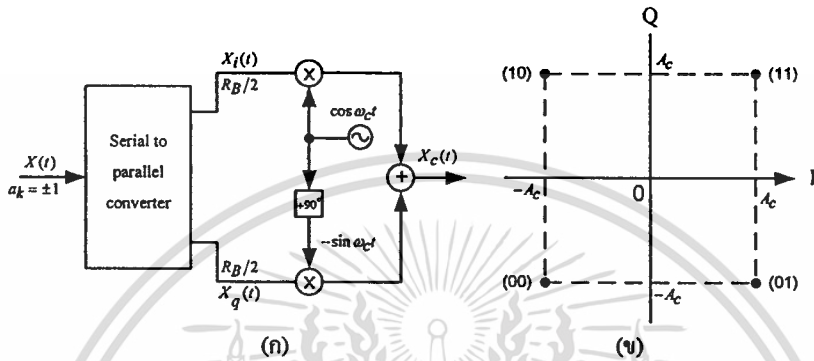 X_i(t)
R_B/2
cos ω_c t
Serial to
parallel
converter
X(t)
a_k = ±1
+90°
−sin ω_c t
X_c(t)
R_B/2
X_q(t)
(ก)
Q
(10)
A_c
(11)
−A_c
0
A_c
I
(00)
−A_c
(01)
(ข)